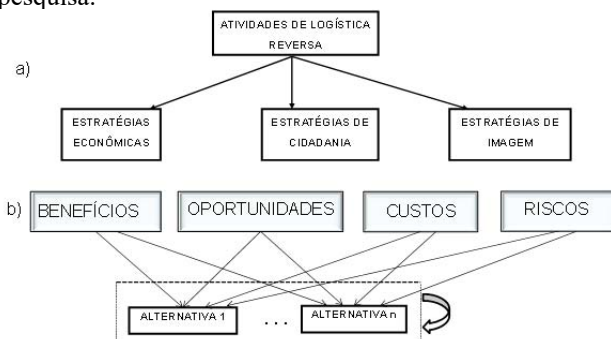 pesquisa.
ATIVIDADES DE LOGÍSTICA
REVERSA
a)
ESTRATÉGIAS
ECONÔMICAS
ESTRATÉGIAS DE
CIDADANIA
ESTRATÉGIAS DE
IMAGEM
b) BENEFÍCIOS OPORTUNIDADES CUSTOS RISCOS
ALTERNATIVA 1 . . . ALTERNATIVA n